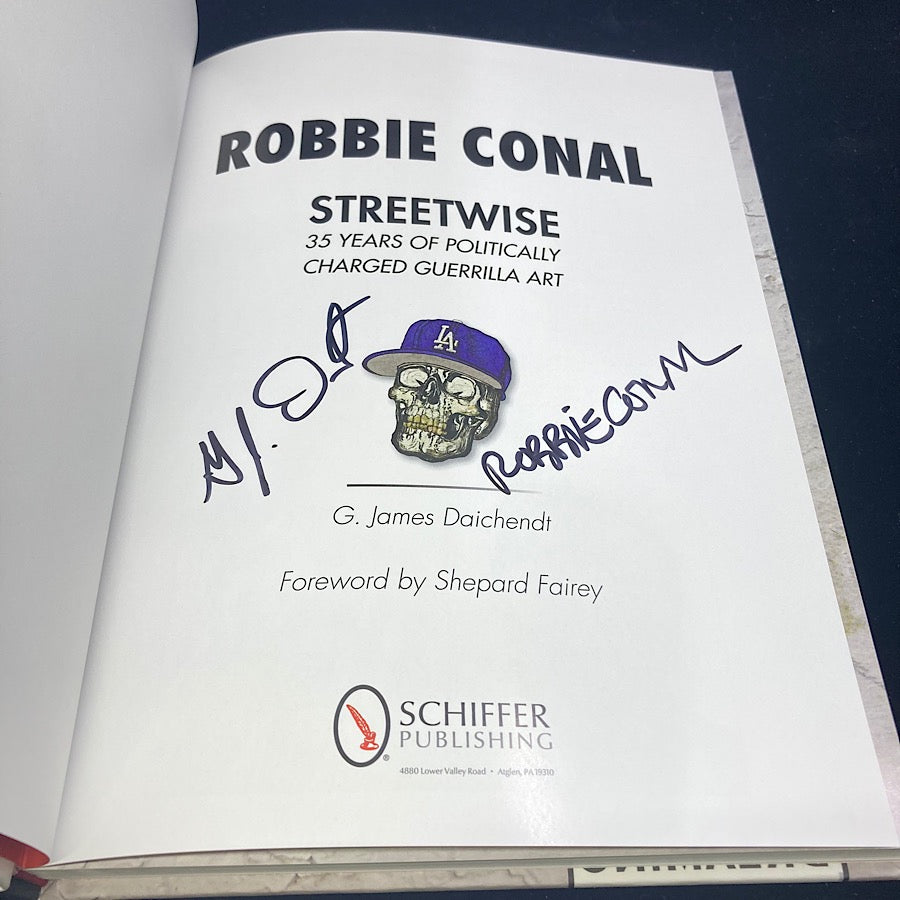 ROBBIE CONAL
STREETWISE
35 YEARS OF POLITICALLY
CHARGED GUERRILLA ART
LA
ROBBIE CONAL
G. James Daichendt
Foreword by Shepard Fairey
SCHIFFER
PUBLISHING
®
4880 Lower Valley Road • Atglen, PA 19310